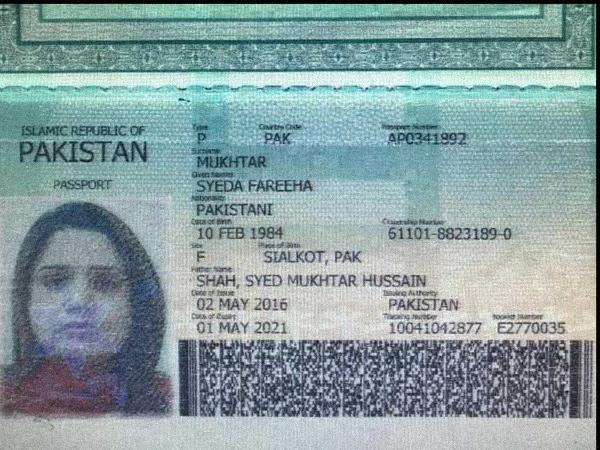 ISLAMIC REPUBLIC OF
PAKISTAN
PASSPORT
Type Country Code Passport Number
P PAK AP0341892
Surname
MUKHTAR
Given Names
SYEDA FAREEHA
Nationality
PAKISTANI
Date of Birth Citizenship Number
10 FEB 1984 61101-8823189-0
Sex Place of Birth
F SIALKOT, PAK
Father Name
SHAH, SYED MUKHTAR HUSSAIN
Date of Issue Issuing Authority
02 MAY 2016 PAKISTAN
Date of Expiry Tracking Number Booklet Number
01 MAY 2021 10041042877 E2770035